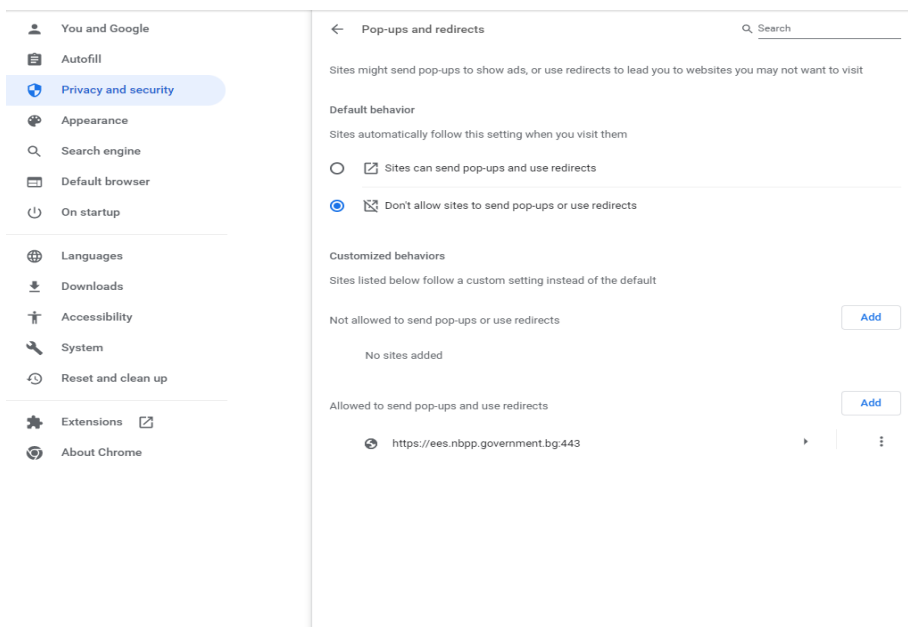 You and Google
Autofill
Privacy and security
Appearance
Search engine
Default browser
On startup
Languages
Downloads
Accessibility
System
Reset and clean up
Extensions
About Chrome
Pop-ups and redirects
Search
Sites might send pop-ups to show ads, or use redirects to lead you to websites you may not want to visit
Default behavior
Sites automatically follow this setting when you visit them
Sites can send pop-ups and use redirects
Don't allow sites to send pop-ups or use redirects
Customized behaviors
Sites listed below follow a custom setting instead of the default
Not allowed to send pop-ups or use redirects
Add
No sites added
Allowed to send pop-ups and use redirects
Add
https://ees.nbpp.government.bg:443